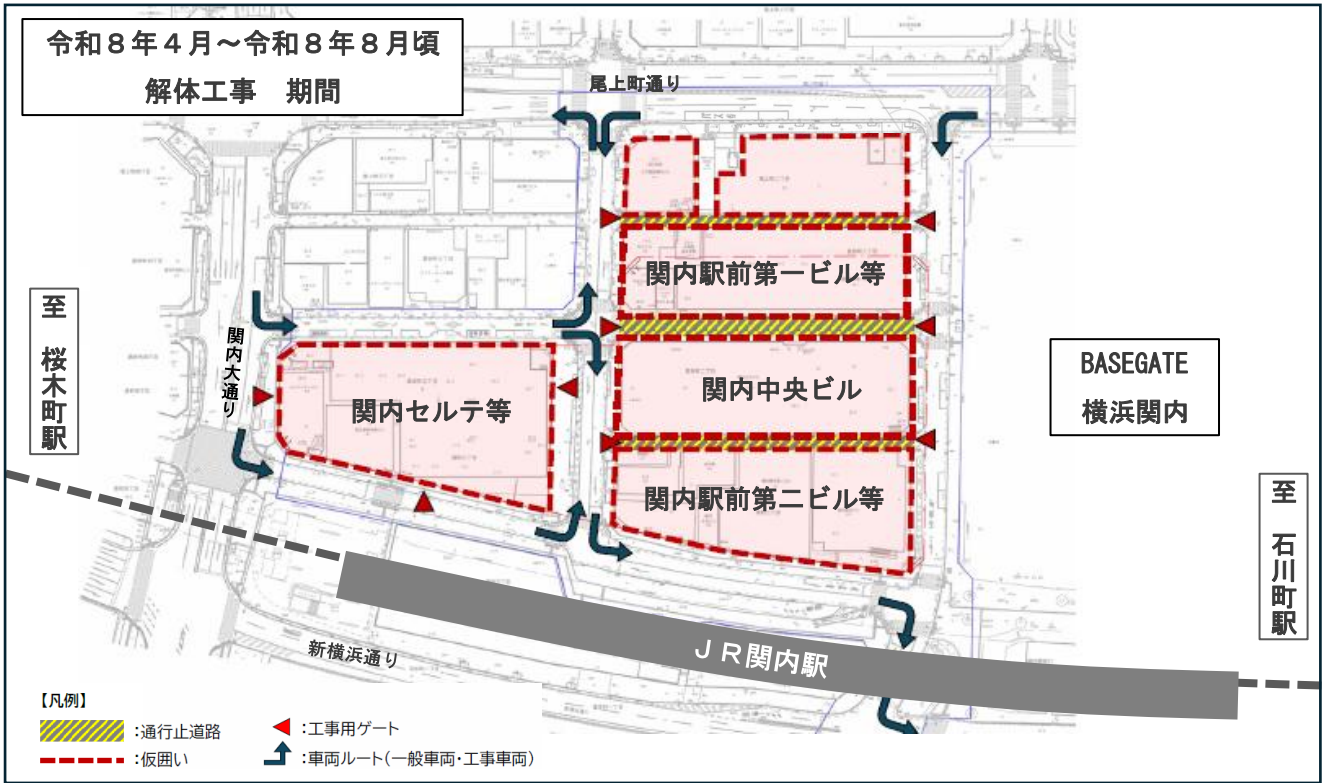 令和８年４月～令和８年８月頃
解体工事　期間
尾上町通り
関内駅前第一ビル等
至　桜木町駅
関内大通り
関内セルテ等
関内中央ビル
BASEGATE
横浜関内
関内駅前第二ビル等
至　石川町駅
新横浜通り
ＪＲ関内駅
【凡例】
:通行止道路
:工事用ゲート
:仮囲い
:車両ルート(一般車両・工事車両)